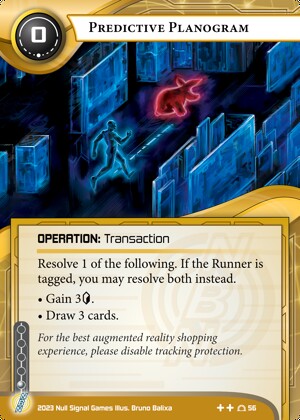 0
PREDICTIVE PLANOGRAM
OPERATION: Transaction
Resolve 1 of the following. If the Runner is
tagged, you may resolve both instead.
• Gain 3.
• Draw 3 cards.
For the best augmented reality shopping
experience, please disable tracking protection.
2023 Null Signal Games Illus. Bruno Balixa
56